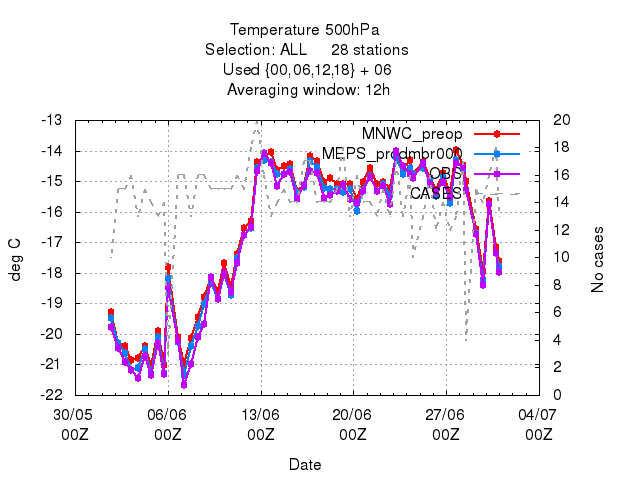 Temperature 500hPa
Selection: ALL 28 stations
Used {00,06,12,18} + 06
Averaging window: 12h
-13
-14
-15
-16
-17
-18
-19
-20
-21
-22
deg C
MNWC_preop
MEPS_prodmbr000
OBS
CASES
20
18
16
14
12
10
8
6
4
2
0
No cases
30/05 06/06 13/06 20/06 27/06 04/07
00Z 00Z 00Z 00Z 00Z 00Z
Date